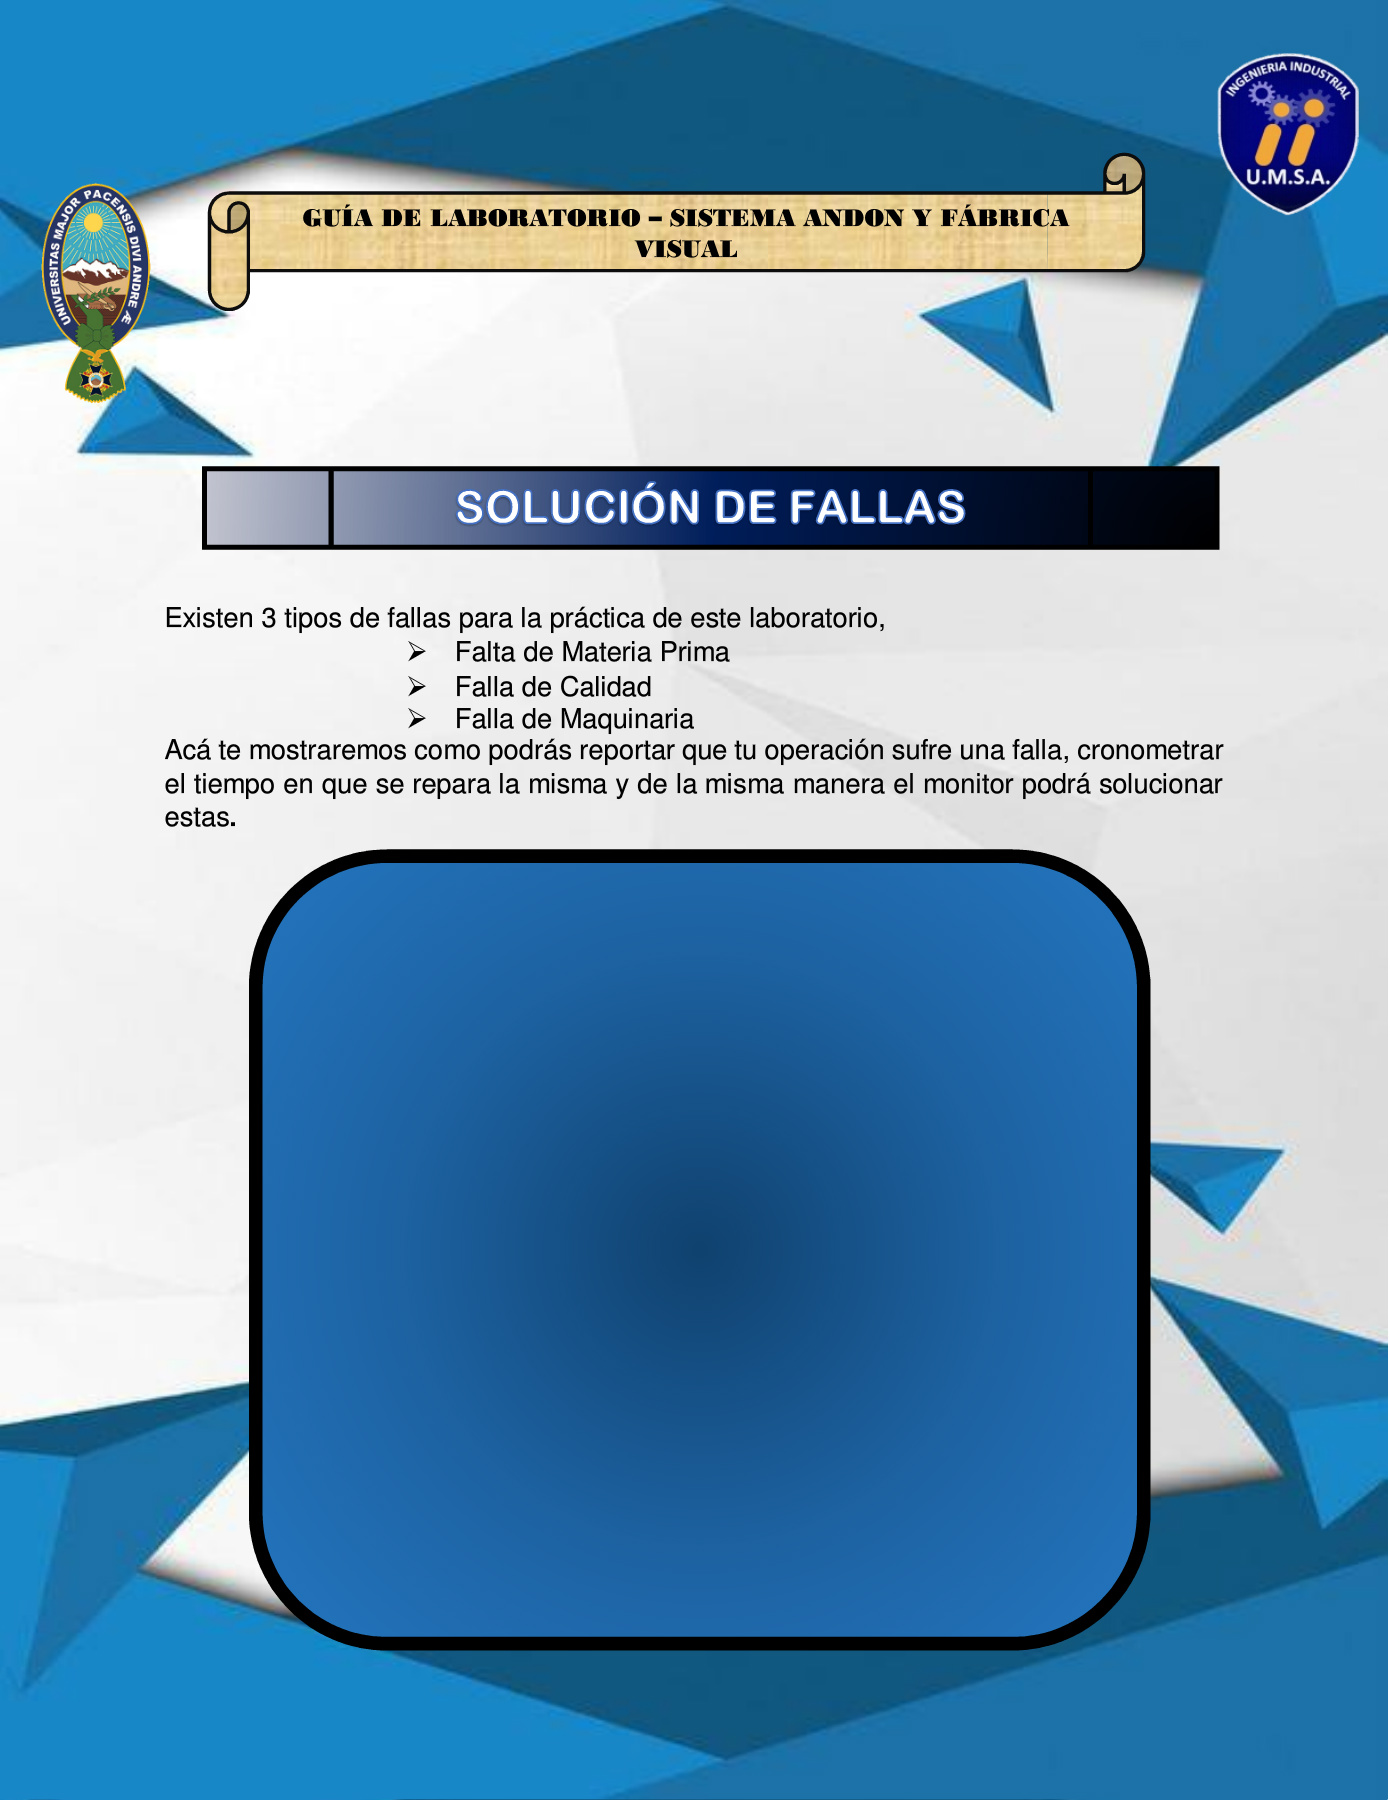 INGENIERIA INDUSTRIAL
U.M.S.A.
UNIVERSITAS MAJOR PACENSIS DIVI ANDRE Æ
GUÍA DE LABORATORIO – SISTEMA ANDON Y FÁBRICA
VISUAL
SOLUCIÓN DE FALLAS
Existen 3 tipos de fallas para la práctica de este laboratorio,
➢ Falta de Materia Prima
➢ Falla de Calidad
➢ Falla de Maquinaria
Acá te mostraremos como podrás reportar que tu operación sufre una falla, cronometrar
el tiempo en que se repara la misma y de la misma manera el monitor podrá solucionar
estas.